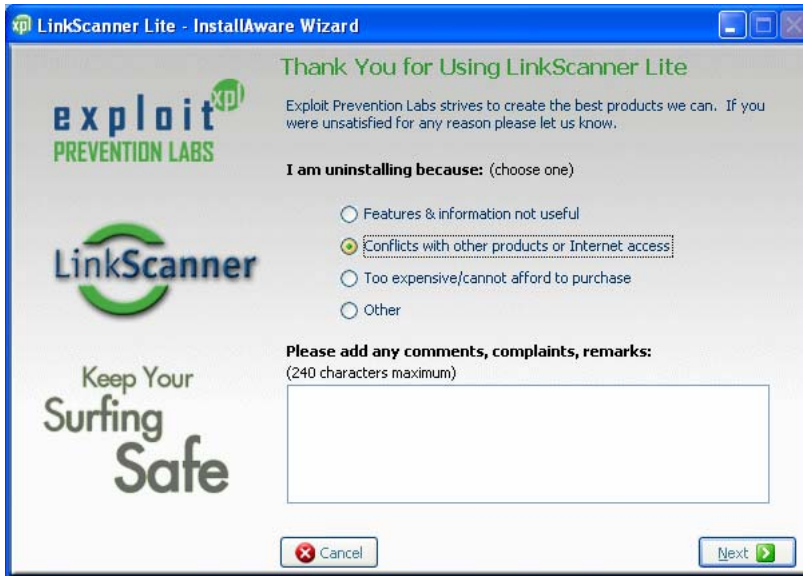 xpl LinkScanner Lite - InstallAware Wizard
Thank You for Using LinkScanner Lite
exploit xpl
PREVENTION LABS
Exploit Prevention Labs strives to create the best products we can. If you
were unsatisfied for any reason please let us know.
I am uninstalling because: (choose one)
Features & information not useful
Conflicts with other products or Internet access
Too expensive/cannot afford to purchase
Other
LinkScanner
Please add any comments, complaints, remarks:
(240 characters maximum)
Keep Your
Surfing
Safe
Cancel
Next